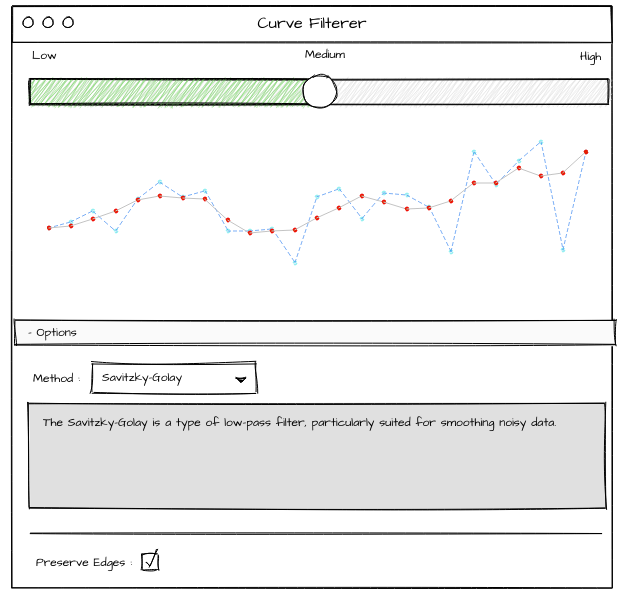 Curve Filterer
Low Medium High
- Options
Method : Savitzky-Golay
The Savitzky-Golay is a type of low-pass filter, particularly suited for smoothing noisy data.
Preserve Edges :